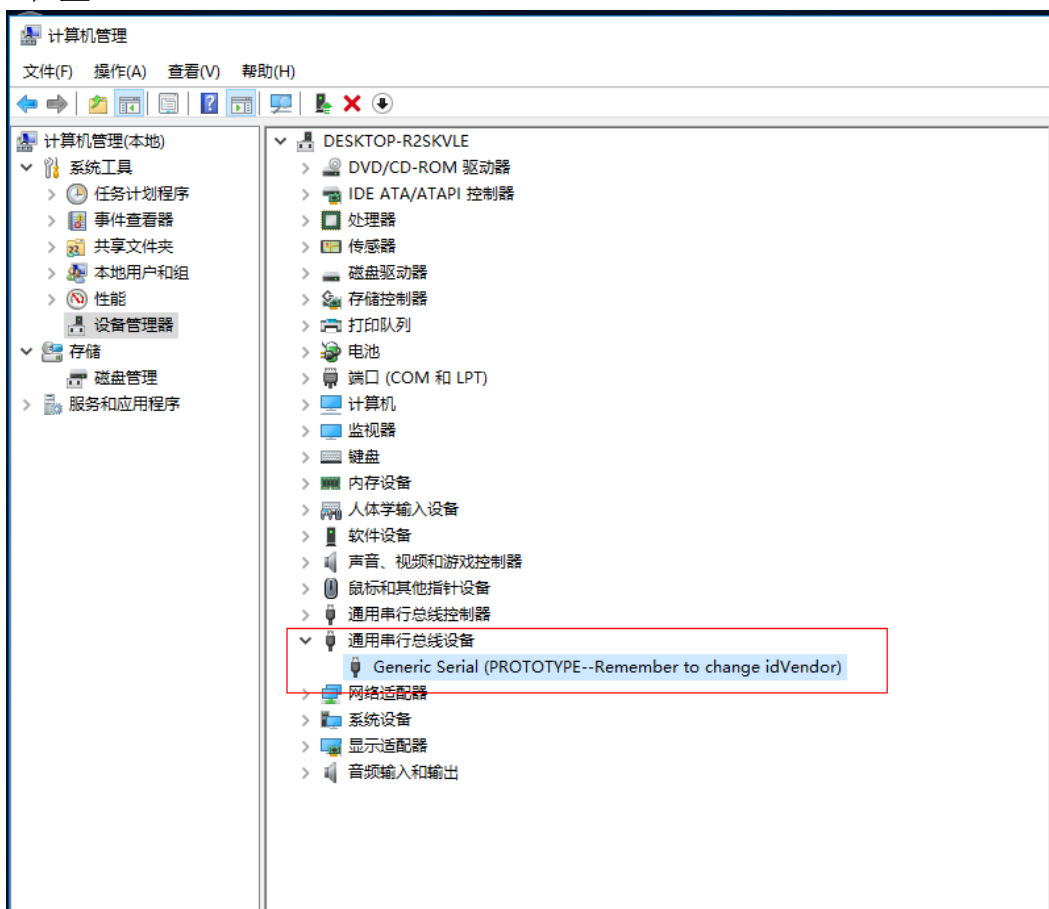 计算机管理
文件(F) 操作(A) 查看(V) 帮助(H)
计算机管理(本地)
系统工具
任务计划程序
事件查看器
共享文件夹
本地用户和组
性能
设备管理器
存储
磁盘管理
服务和应用程序
DESKTOP-R2SKVLE
DVD/CD-ROM 驱动器
IDE ATA/ATAPI 控制器
处理器
传感器
磁盘驱动器
存储控制器
打印队列
电池
端口 (COM 和 LPT)
计算机
监视器
键盘
内存设备
人体学输入设备
软件设备
声音、视频和游戏控制器
鼠标和其他指针设备
通用串行总线控制器
通用串行总线设备
Generic Serial (PROTOTYPE--Remember to change idVendor)
网络适配器
系统设备
显示适配器
音频输入和输出